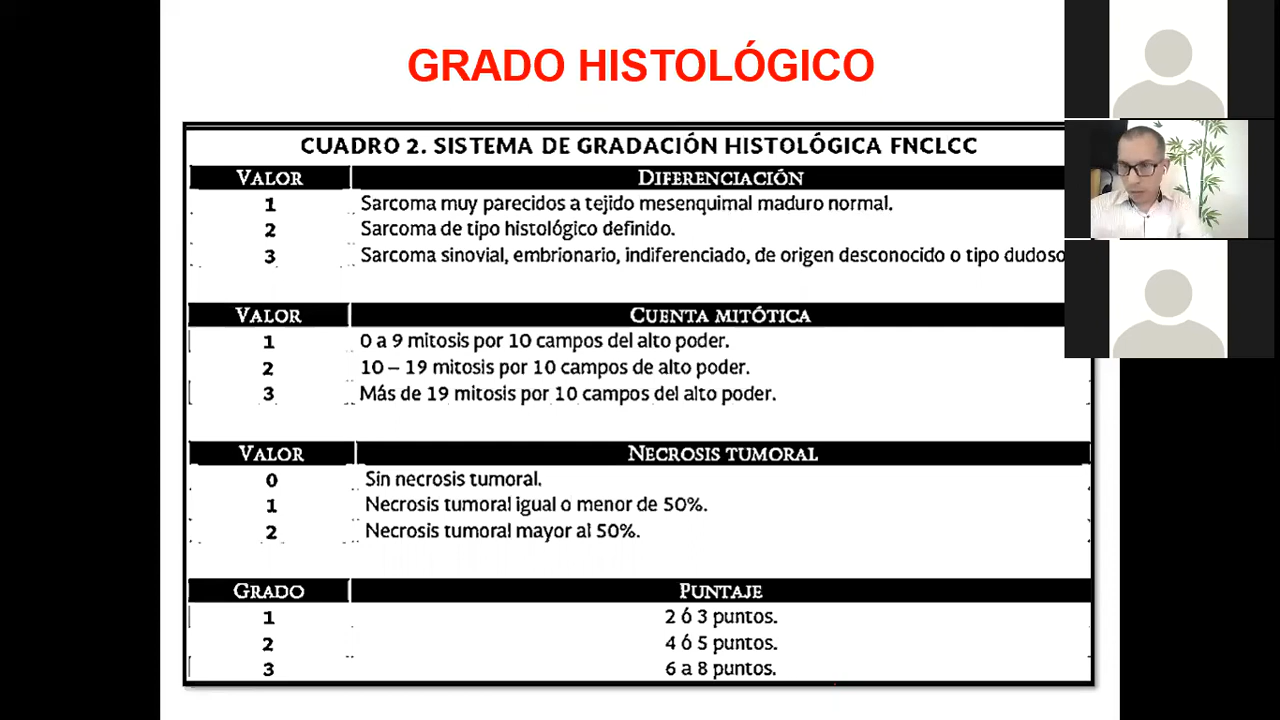 GRADO HISTOLÓGICO
CUADRO 2. SISTEMA DE GRADACIÓN HISTOLÓGICA FNCLCC
VALOR DIFERENCIACIÓN
1 Sarcoma muy parecidos a tejido mesenquimal maduro normal.
2 Sarcoma de tipo histológico definido.
3 Sarcoma sinovial, embrionario, indiferenciado, de origen desconocido o tipo dudoso
VALOR CUENTA MITÓTICA
1 0 a 9 mitosis por 10 campos del alto poder.
2 10 – 19 mitosis por 10 campos de alto poder.
3 Más de 19 mitosis por 10 campos del alto poder.
VALOR NECROSIS TUMORAL
0 Sin necrosis tumoral.
1 Necrosis tumoral igual o menor de 50%.
2 Necrosis tumoral mayor al 50%.
GRADO PUNTAJE
1 2 ó 3 puntos.
2 4 ó 5 puntos.
3 6 a 8 puntos.